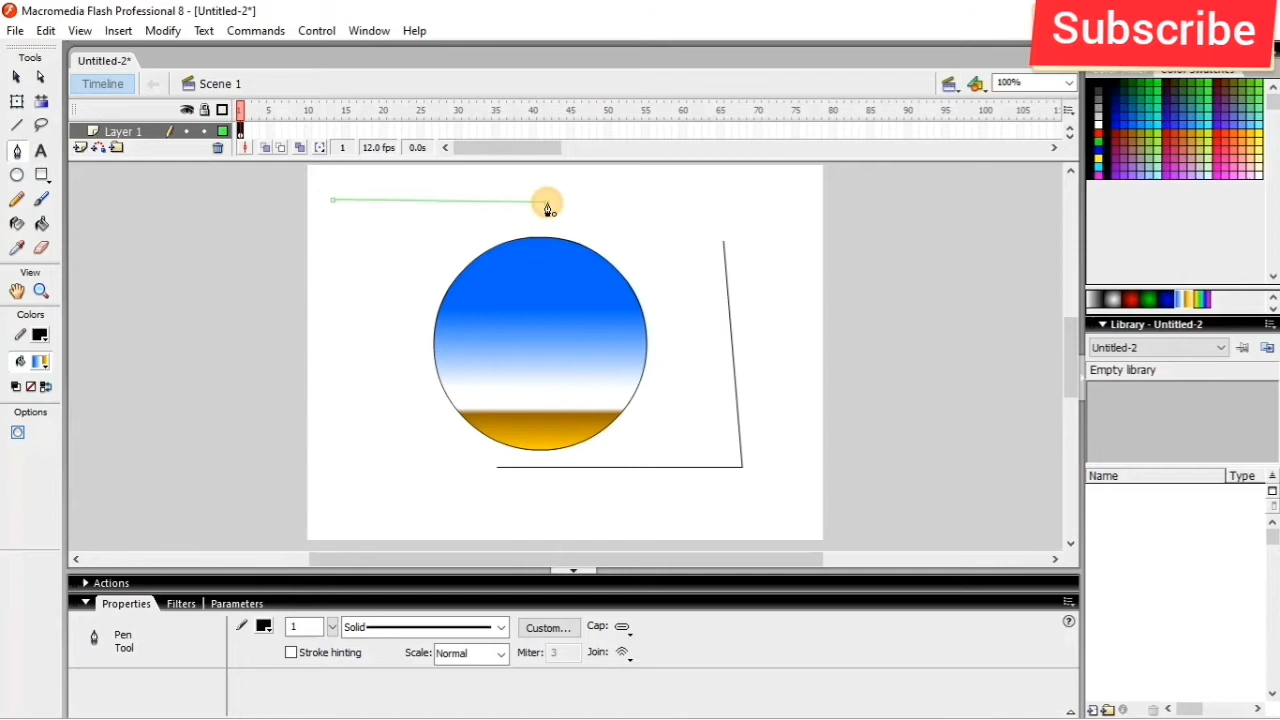 Macromedia Flash Professional 8 - [Untitled-2*]
Subscribe
File Edit View Insert Modify Text Commands Control Window Help
Tools
Untitled-2*
Timeline
Scene 1
100%
5 10 15 20 25 30 35 40 45 50 55 60 65 70 75 80 85 90 95 100 105
Layer 1
1 12.0 fps 0.0s
View
Colors
Options
Library - Untitled-2
Untitled-2
Empty library
Name Type
Actions
Properties Filters Parameters
1 Solid Custom... Cap:
Pen
Tool
Stroke hinting Scale: Normal Miter: 3 Join: